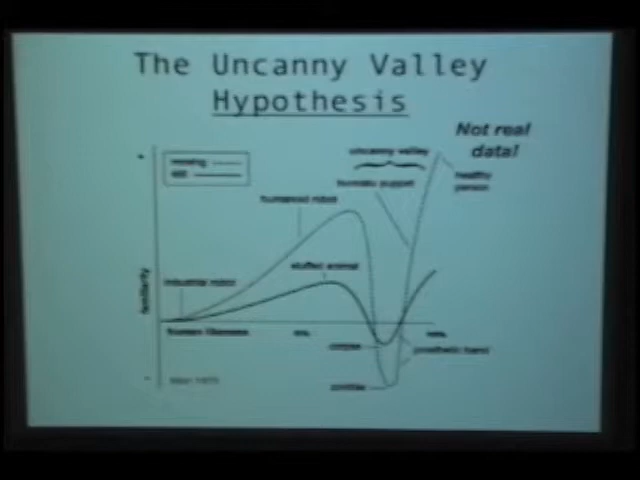 The Uncanny Valley
Hypothesis
Not real
data!
uncanny valley
moving
still
healthy
person
bunraku puppet
humanoid robot
stuffed animal
industrial robot
familiarity
human likeness
corpse
prosthetic hand
zombie